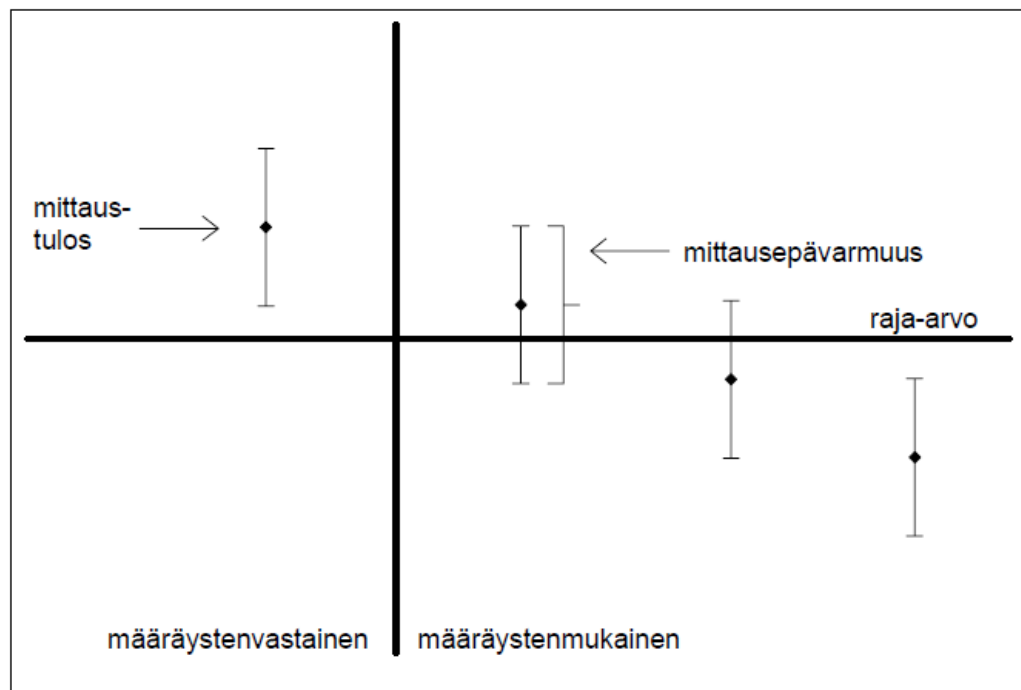 mittaus-
tulos
mittausepävarmuus
raja-arvo
määräystenvastainen
määräystenmukainen